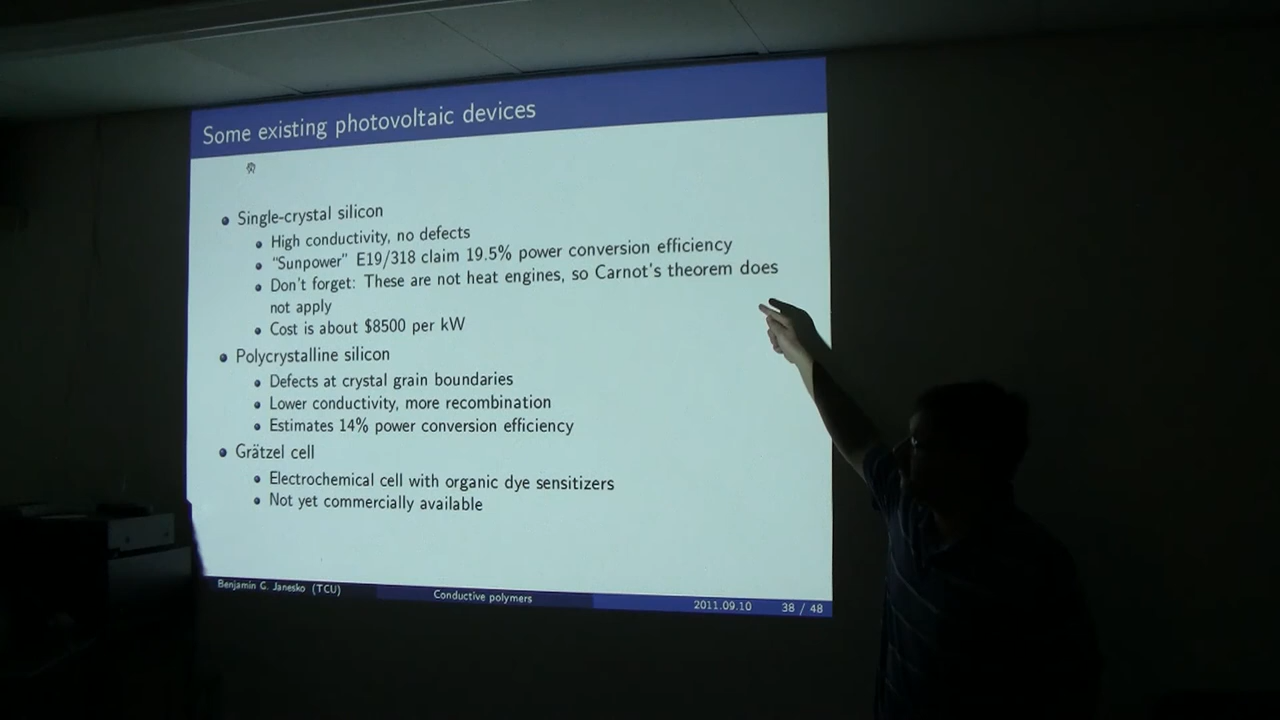 Some existing photovoltaic devices
Single-crystal silicon
High conductivity, no defects
"Sunpower" E19/318 claim 19.5% power conversion efficiency
Don't forget: These are not heat engines, so Carnot's theorem does
not apply
Cost is about $8500 per kW
Polycrystalline silicon
Defects at crystal grain boundaries
Lower conductivity, more recombination
Estimates 14% power conversion efficiency
Grätzel cell
Electrochemical cell with organic dye sensitizers
Not yet commercially available
Benjamin G. Janesko (TCU) Conductive polymers 2011.09.10 38 / 48